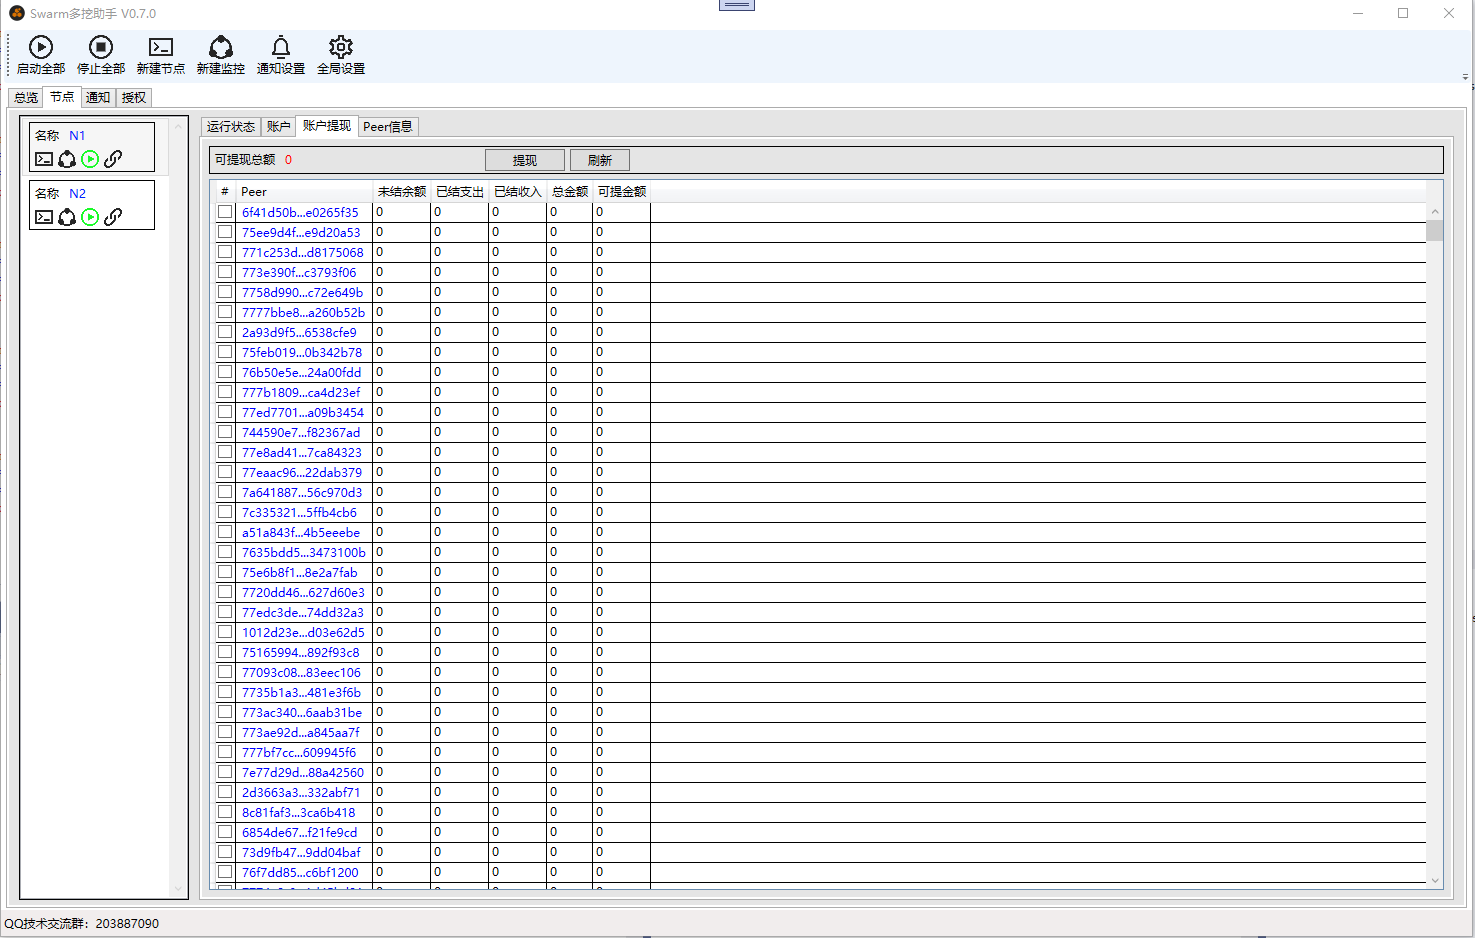 Swarm多挖助手 V0.7.0
启动全部 停止全部 新建节点 新建监控 通知设置 全局设置
总览 节点 通知 授权
名称 N1
名称 N2
运行状态 账户 账户提现 Peer信息
可提现总额 0 提现 刷新
# Peer 未结余额 已结支出 已结收入 总金额 可提金额
6f41d50b...e0265f35 0 0 0 0 0
75ee9d4f...e9d20a53 0 0 0 0 0
771c253d...d8175068 0 0 0 0 0
773e390f...c3793f06 0 0 0 0 0
7758d990...c72e649b 0 0 0 0 0
7777bbe8...a260b52b 0 0 0 0 0
2a93d9f5...6538cfe9 0 0 0 0 0
75feb019...0b342b78 0 0 0 0 0
76b50e5e...24a00fdd 0 0 0 0 0
777b1809...ca4d23ef 0 0 0 0 0
77ed7701...a09b3454 0 0 0 0 0
744590e7...f82367ad 0 0 0 0 0
77e8ad41...7ca84323 0 0 0 0 0
77eaac96...22dab379 0 0 0 0 0
7a641887...56c970d3 0 0 0 0 0
7c335321...5ffb4cb6 0 0 0 0 0
a51a843f...4b5eeebe 0 0 0 0 0
7635bdd5...3473100b 0 0 0 0 0
75e6b8f1...8e2a7fab 0 0 0 0 0
7720dd46...627d60e3 0 0 0 0 0
77edc3de...74dd32a3 0 0 0 0 0
1012d23e...d03e62d5 0 0 0 0 0
75165994...892f93c8 0 0 0 0 0
77093c08...83eec106 0 0 0 0 0
7735b1a3...481e3f6b 0 0 0 0 0
773ac340...6aab31be 0 0 0 0 0
773ae92d...a845aa7f 0 0 0 0 0
777bf7cc...609945f6 0 0 0 0 0
7e77d29d...88a42560 0 0 0 0 0
2d3663a3...332abf71 0 0 0 0 0
8c81faf3...3ca6b418 0 0 0 0 0
6854de67...f21fe9cd 0 0 0 0 0
73d9fb47...9dd04baf 0 0 0 0 0
76f7dd85...c6bf1200 0 0 0 0 0
QQ技术交流群：203887090